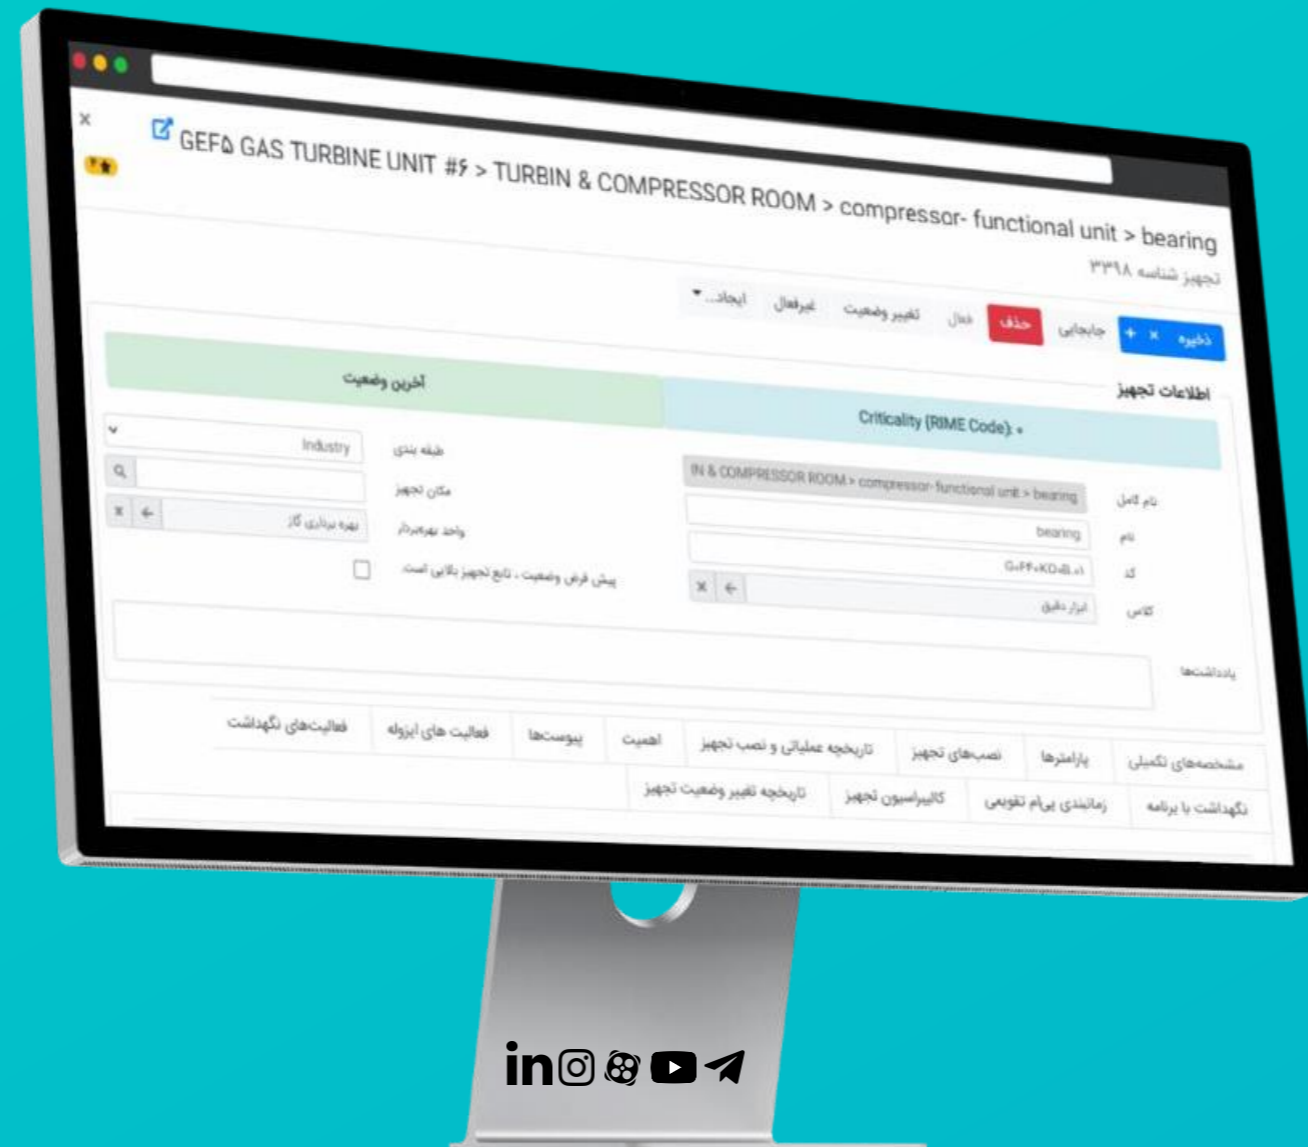 GEF۵ GAS TURBINE UNIT #۶ > TURBIN & COMPRESSOR ROOM > compressor- functional unit > bearing
تجهیز شناسه ۳۳۹۸
ذخیره × + جابجایی حذف فعال تغییر وضعیت غیرفعال ایجاد...
اطلاعات تجهیز
Criticality (RIME Code): ۰
آخرین وضعیت
نام کامل IN & COMPRESSOR ROOM > compressor- functional unit > bearing
نام bearing
کد
کلاس ابزار دقیق
طبقه بندی Industry
مکان تجهیز
واحد بهره‌بردار بهره برداری گاز
پیش فرض وضعیت ، تابع تجهیز بالایی است.
یادداشت‌ها
مشخصه‌های تکمیلی پارامترها نصب‌های تجهیز تاریخچه عملیاتی و نصب تجهیز اهمیت پیوست‌ها فعالیت های ایزوله فعالیت‌های نگهداشت
نگهداشت با برنامه زمانبندی پی‌ام تقویمی کالیبراسیون تجهیز تاریخچه تغییر وضعیت تجهیز